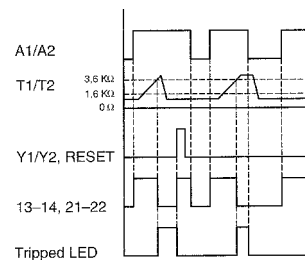 A1/A2
T1/T2
3,6 KΩ
1.6 KΩ
0 Ω
Y1/Y2, RESET
13–14, 21–22
Tripped LED